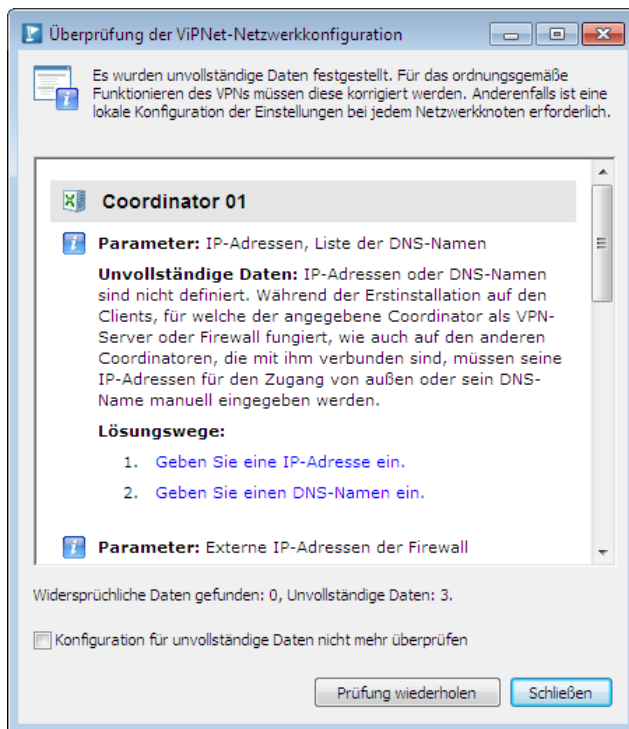 Überprüfung der ViPNet-Netzwerkkonfiguration
Es wurden unvollständige Daten festgestellt. Für das ordnungsgemäße
Funktionieren des VPNs müssen diese korrigiert werden. Anderenfalls ist eine
lokale Konfiguration der Einstellungen bei jedem Netzwerkknoten erforderlich.
Coordinator 01
Parameter: IP-Adressen, Liste der DNS-Namen
Unvollständige Daten: IP-Adressen oder DNS-Namen
sind nicht definiert. Während der Erstinstallation auf den
Clients, für welche der angegebene Coordinator als VPN-
Server oder Firewall fungiert, wie auch auf den anderen
Coordinatoren, die mit ihm verbunden sind, müssen seine
IP-Adressen für den Zugang von außen oder sein DNS-
Name manuell eingegeben werden.
Lösungswege:
1. Geben Sie eine IP-Adresse ein.
2. Geben Sie einen DNS-Namen ein.
Parameter: Externe IP-Adressen der Firewall
Widersprüchliche Daten gefunden: 0, Unvollständige Daten: 3.
Konfiguration für unvollständige Daten nicht mehr überprüfen
Prüfung wiederholen
Schließen